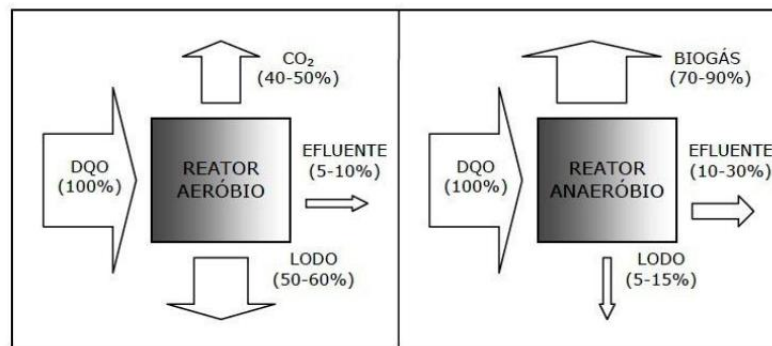 CO₂
(40-50%)
DQO
(100%)
REATOR
AERÓBIO
EFLUENTE
(5-10%)
LODO
(50-60%)
BIOGÁS
(70-90%)
DQO
(100%)
REATOR
ANAERÓBIO
EFLUENTE
(10-30%)
LODO
(5-15%)